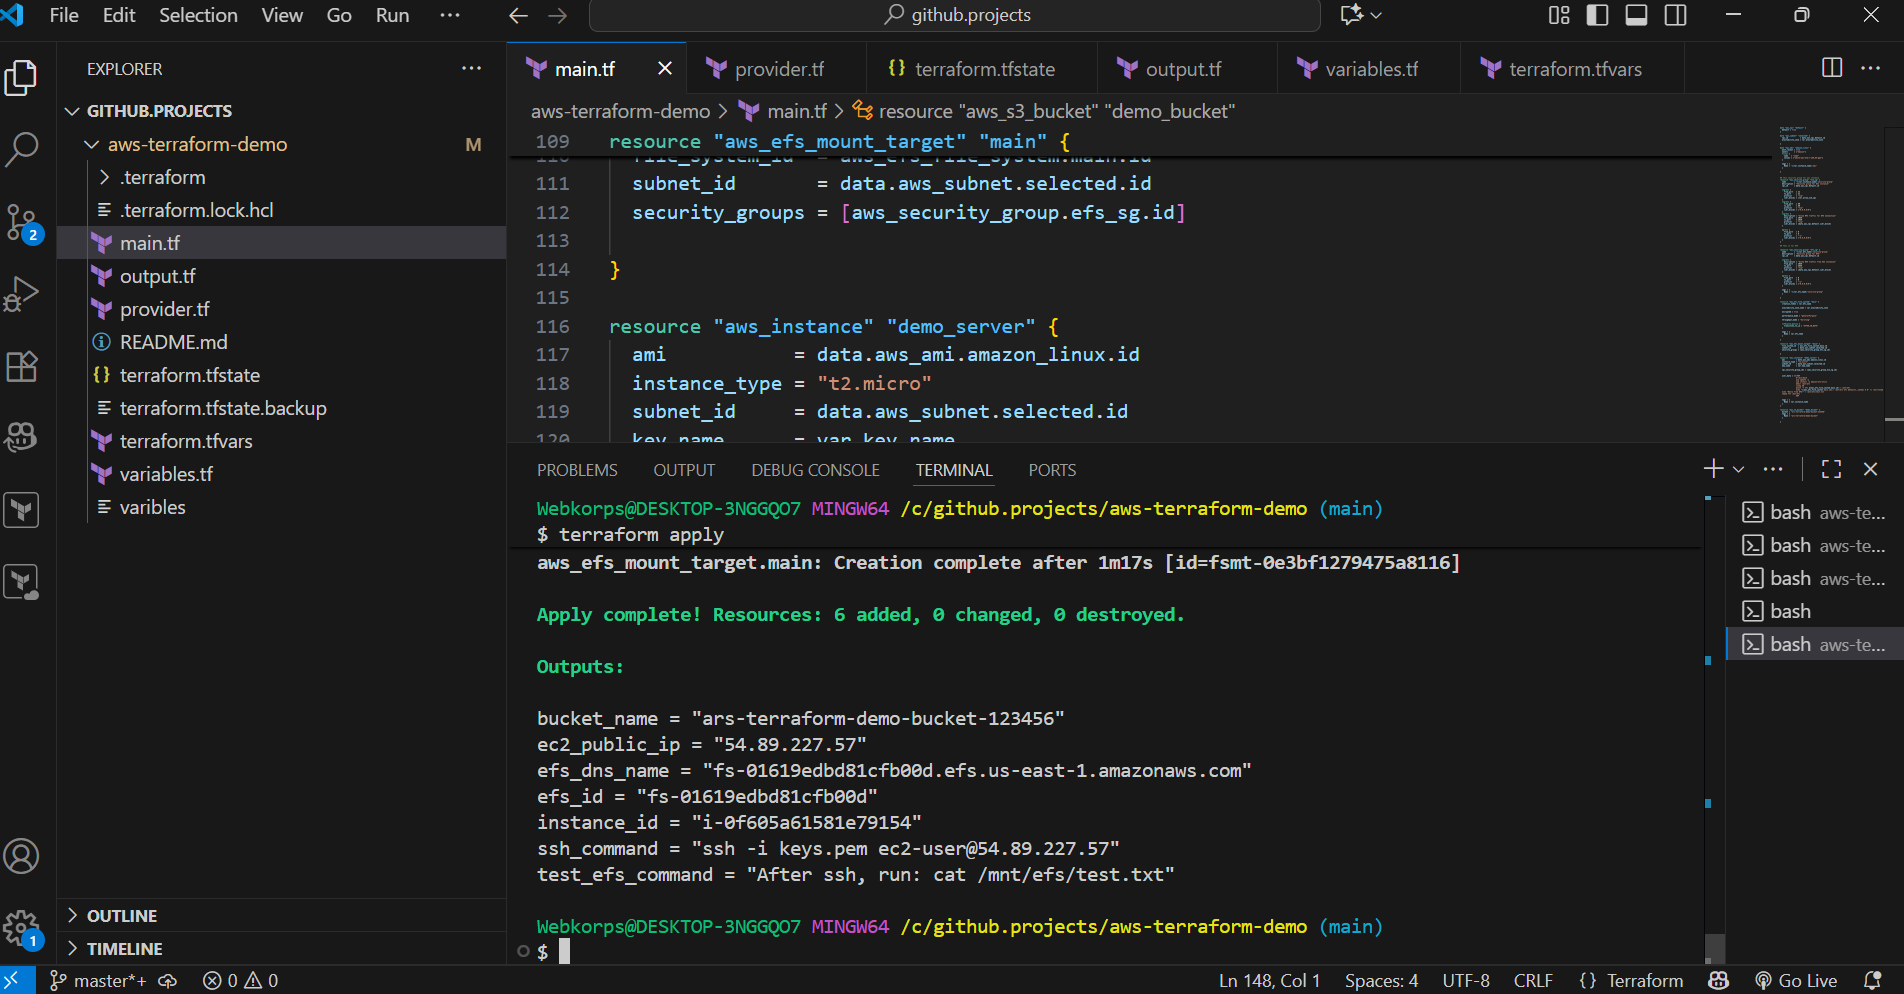 File Edit Selection View Go Run ··· github.projects
EXPLORER ···
GITHUB.PROJECTS
aws-terraform-demo M
.terraform
.terraform.lock.hcl
2
main.tf
output.tf
provider.tf
README.md
terraform.tfstate
terraform.tfstate.backup
terraform.tfvars
variables.tf
varibles
OUTLINE
TIMELINE
1
main.tf provider.tf terraform.tfstate output.tf variables.tf terraform.tfvars ···
aws-terraform-demo > main.tf > resource "aws_s3_bucket" "demo_bucket"
109 resource "aws_efs_mount_target" "main" {
110 file_system_id = aws_efs_file_system.main.id
111 subnet_id = data.aws_subnet.selected.id
112 security_groups = [aws_security_group.efs_sg.id]
113
114 }
115
116 resource "aws_instance" "demo_server" {
117 ami = data.aws_ami.amazon_linux.id
118 instance_type = "t2.micro"
119 subnet_id = data.aws_subnet.selected.id
120 key_name = var.key_name
PROBLEMS OUTPUT DEBUG CONSOLE TERMINAL PORTS ···
Webkorps@DESKTOP-3NGGQO7 MINGW64 /c/github.projects/aws-terraform-demo (main)
$ terraform apply
aws_efs_mount_target.main: Creation complete after 1m17s [id=fsmt-0e3bf1279475a8116]
Apply complete! Resources: 6 added, 0 changed, 0 destroyed.
Outputs:
bucket_name = "ars-terraform-demo-bucket-123456"
ec2_public_ip = "54.89.227.57"
efs_dns_name = "fs-01619edbd81cfb00d.efs.us-east-1.amazonaws.com"
efs_id = "fs-01619edbd81cfb00d"
instance_id = "i-0f605a61581e79154"
ssh_command = "ssh -i keys.pem ec2-user@54.89.227.57"
test_efs_command = "After ssh, run: cat /mnt/efs/test.txt"
Webkorps@DESKTOP-3NGGQO7 MINGW64 /c/github.projects/aws-terraform-demo (main)
$
bash aws-te...
bash aws-te...
bash aws-te...
bash
bash aws-te...
master*+ 0 0 Ln 148, Col 1 Spaces: 4 UTF-8 CRLF {} Terraform Go Live